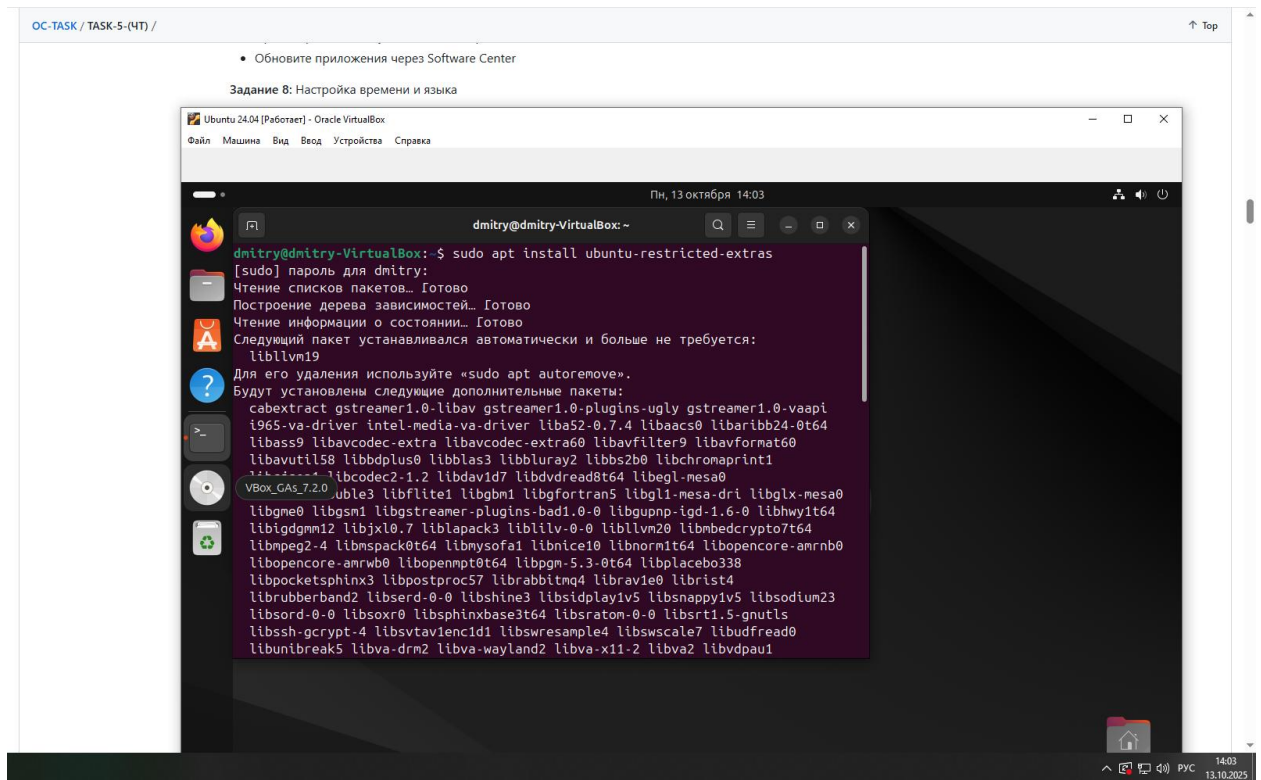 OC-TASK / TASK-5-(ЧТ) /
↑ Top
• Обновите приложения через Software Center
Задание 8: Настройка времени и языка
Ubuntu 24.04 [Работает] - Oracle VirtualBox
Файл Машина Вид Ввод Устройства Справка
Пн, 13 октября 14:03
dmitry@dmitry-VirtualBox: ~
dmitry@dmitry-VirtualBox:~$ sudo apt install ubuntu-restricted-extras
[sudo] пароль для dmitry:
Чтение списков пакетов… Готово
Построение дерева зависимостей… Готово
Чтение информации о состоянии… Готово
Следующий пакет устанавливался автоматически и больше не требуется:
libllvm19
Для его удаления используйте «sudo apt autoremove».
Будут установлены следующие дополнительные пакеты:
cabextract gstreamer1.0-libav gstreamer1.0-plugins-ugly gstreamer1.0-vaapi
i965-va-driver intel-media-va-driver liba52-0.7.4 libaacs0 libaribb24-0t64
libass9 libavcodec-extra libavcodec-extra60 libavfilter9 libavformat60
libavutil58 libbdplus0 libblas3 libbluray2 libbs2b0 libchromaprint1
libcodec2-1.2 libdav1d7 libdvdread8t64 libegl-mesa0
VBox_GAs_7.2.0
uble3 libflite1 libgbm1 libgfortran5 libgl1-mesa-dri libglx-mesa0
libgme0 libgsm1 libgstreamer-plugins-bad1.0-0 libgupnp-igd-1.6-0 libhwy1t64
libigdgmm12 libjxl0.7 liblapack3 liblilv-0-0 libllvm20 libmbedcrypto7t64
libmpeg2-4 libmspack0t64 libmysofa1 libnice10 libnorm1t64 libopencore-amrnb0
libopencore-amrwb0 libopenmpt0t64 libpgm-5.3-0t64 libplacebo338
libpocketsphinx3 libpostproc57 librabbitmq4 librav1e0 librist4
librubberband2 libserd-0-0 libshine3 libsidplay1v5 libsnappy1v5 libsodium23
libsord-0-0 libsoxr0 libsphinxbase3t64 libsratom-0-0 libsrt1.5-gnutls
libssh-gcrypt-4 libsvtav1enc1d1 libswresample4 libswscale7 libudfread0
libunibreak5 libva-drm2 libva-wayland2 libva-x11-2 libva2 libvdpau1
РУС
14:03
13.10.2025